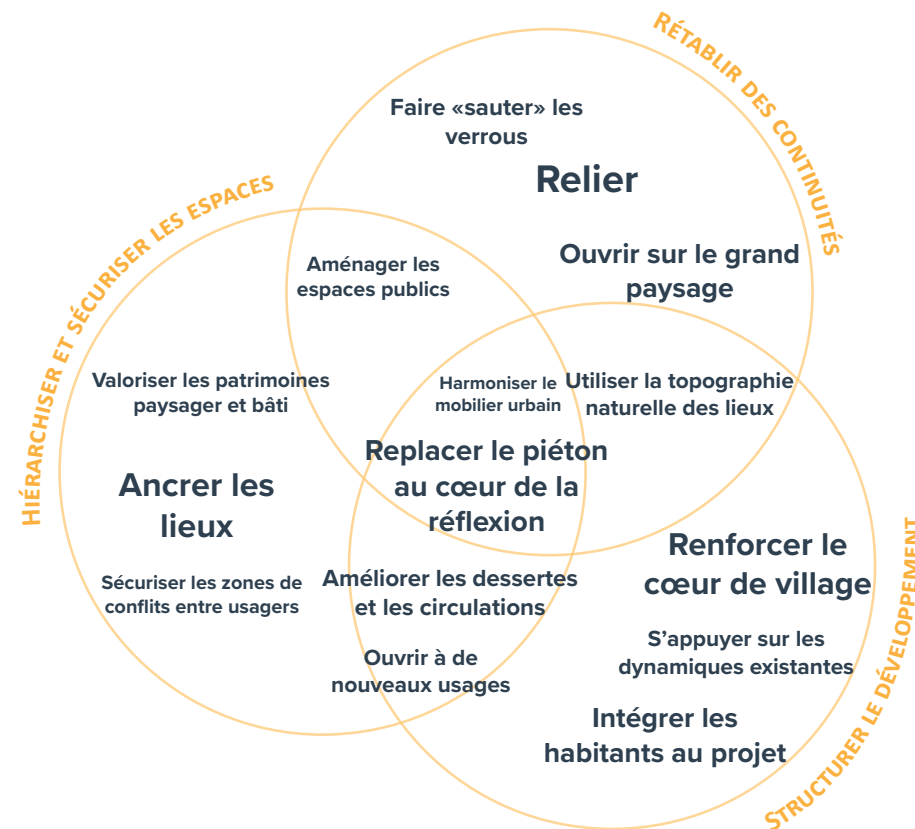 RÉTABLIR DES CONTINUITÉS
Faire «sauter» les
verrous
Relier
HIÉRARCHISER ET SÉCURISER LES ESPACES
Ouvrir sur le grand
paysage
Aménager les
espaces publics
Valoriser les patrimoines
paysager et bâti
Harmoniser le
mobilier urbain
Utiliser la topographie
naturelle des lieux
Replacer le piéton
au cœur de la
réflexion
Ancrer les
lieux
Renforcer le
cœur de village
Sécuriser les zones de
conflits entre usagers
Améliorer les dessertes
et les circulations
S’appuyer sur les
dynamiques existantes
Ouvrir à de
nouveaux usages
Intégrer les
habitants au projet
STRUCTURER LE DÉVELOPPEMENT